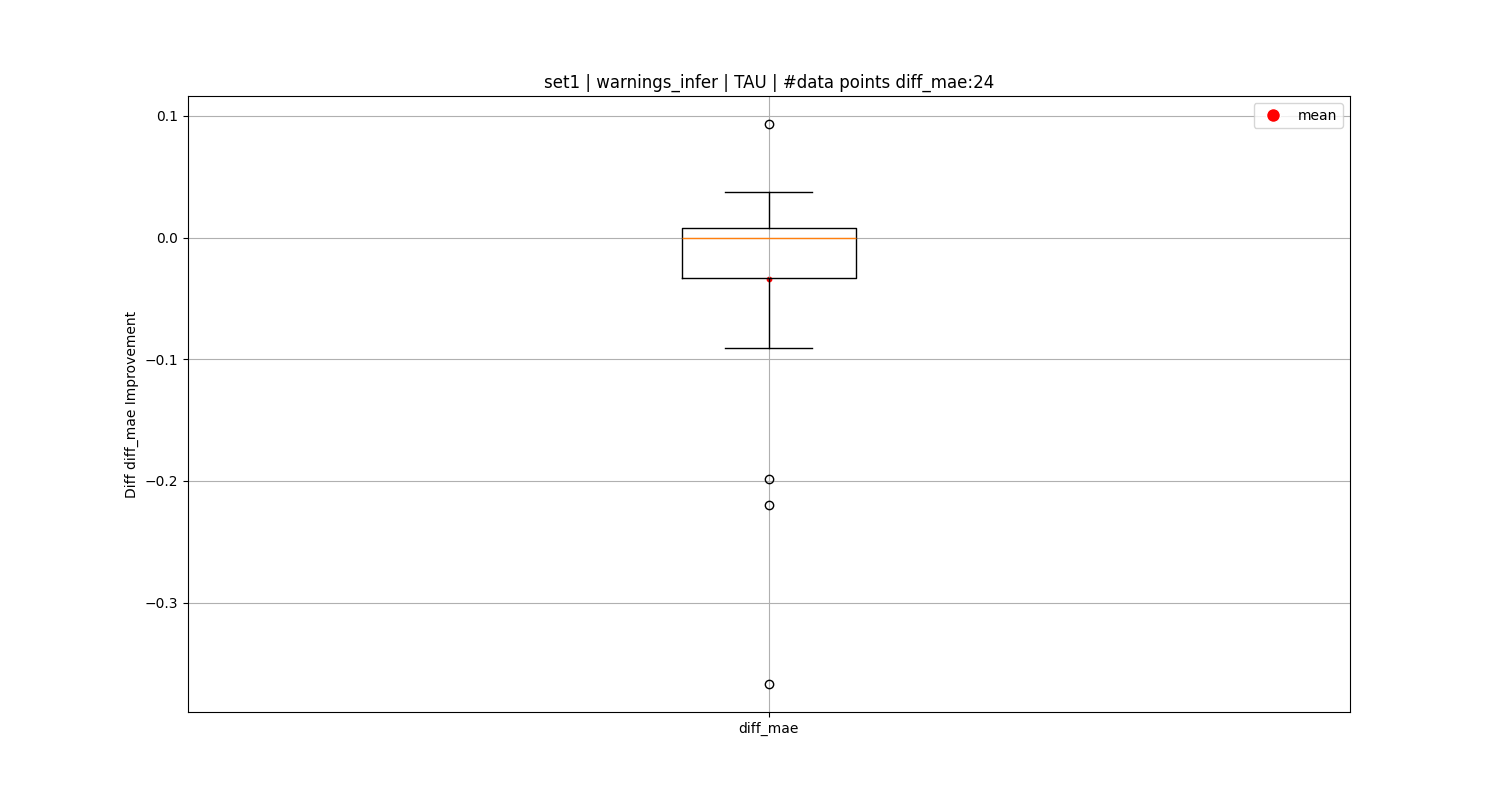 set1 | warnings_infer | TAU | #data points diff_mae:24
mean
0.1
0.0
−0.1
−0.2
−0.3
Diff diff_mae Improvement
diff_mae